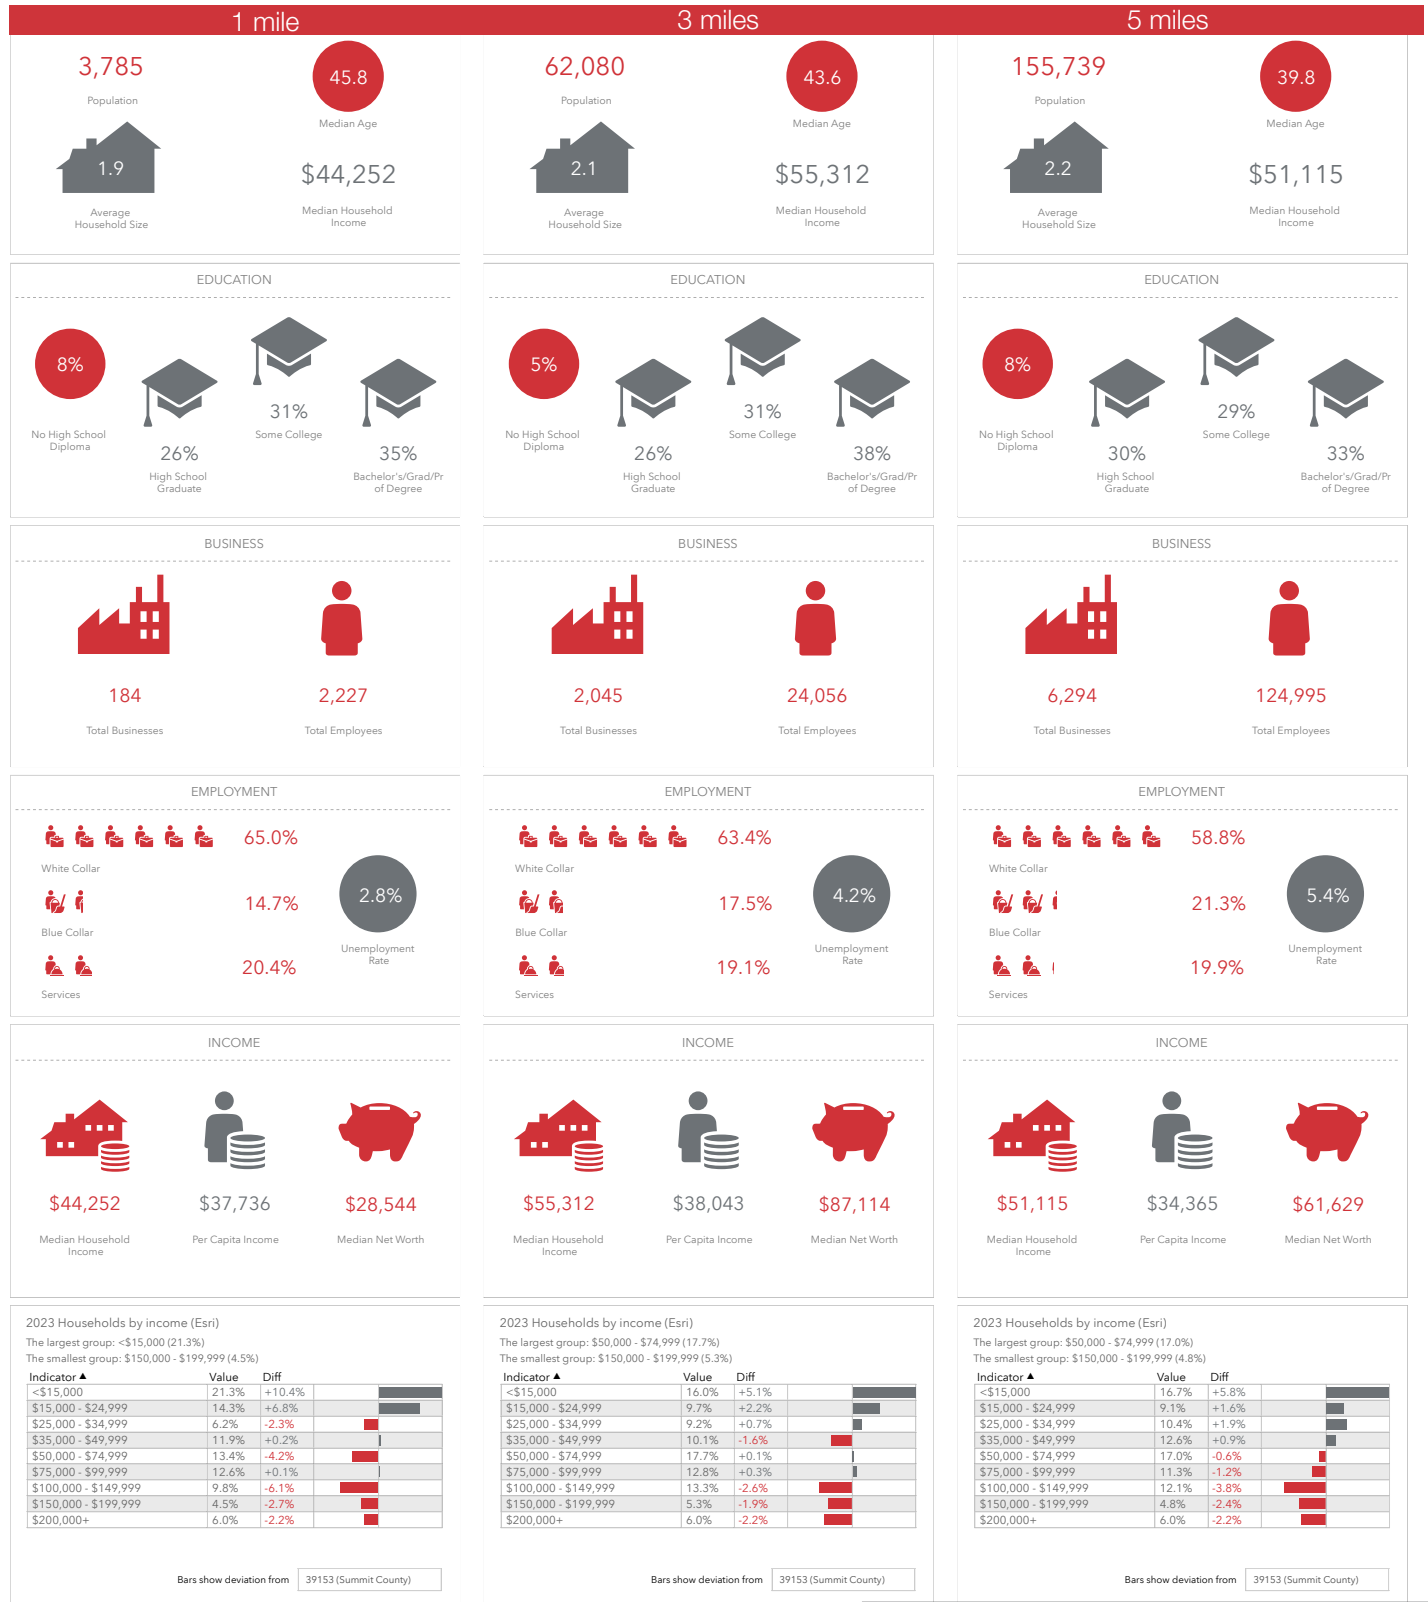 1 mile
3,785
Population
45.8
Median Age
1.9
Average
Household Size
$44,252
Median Household
Income
EDUCATION
8%
No High School
Diploma
26%
High School
Graduate
31%
Some College
35%
Bachelor's/Grad/Pr
of Degree
BUSINESS
184
Total Businesses
2,227
Total Employees
EMPLOYMENT
65.0%
White Collar
14.7%
Blue Collar
20.4%
Services
2.8%
Unemployment
Rate
INCOME
$44,252
Median Household
Income
$37,736
Per Capita Income
$28,544
Median Net Worth
2023 Households by income (Esri)
The largest group: <$15,000 (21.3%)
The smallest group: $150,000 - $199,999 (4.5%)
Indicator ▲ Value Diff
<$15,000 21.3% +10.4%
$15,000 - $24,999 14.3% +6.8%
$25,000 - $34,999 6.2% -2.3%
$35,000 - $49,999 11.9% +0.2%
$50,000 - $74,999 13.4% -4.2%
$75,000 - $99,999 12.6% +0.1%
$100,000 - $149,999 9.8% -6.1%
$150,000 - $199,999 4.5% -2.7%
$200,000+ 6.0% -2.2%
Bars show deviation from 39153 (Summit County)
3 miles
62,080
Population
43.6
Median Age
2.1
Average
Household Size
$55,312
Median Household
Income
EDUCATION
5%
No High School
Diploma
26%
High School
Graduate
31%
Some College
38%
Bachelor's/Grad/Pr
of Degree
BUSINESS
2,045
Total Businesses
24,056
Total Employees
EMPLOYMENT
63.4%
White Collar
17.5%
Blue Collar
19.1%
Services
4.2%
Unemployment
Rate
INCOME
$55,312
Median Household
Income
$38,043
Per Capita Income
$87,114
Median Net Worth
2023 Households by income (Esri)
The largest group: $50,000 - $74,999 (17.7%)
The smallest group: $150,000 - $199,999 (5.3%)
Indicator ▲ Value Diff
<$15,000 16.0% +5.1%
$15,000 - $24,999 9.7% +2.2%
$25,000 - $34,999 9.2% +0.7%
$35,000 - $49,999 10.1% -1.6%
$50,000 - $74,999 17.7% +0.1%
$75,000 - $99,999 12.8% +0.3%
$100,000 - $149,999 13.3% -2.6%
$150,000 - $199,999 5.3% -1.9%
$200,000+ 6.0% -2.2%
Bars show deviation from 39153 (Summit County)
5 miles
155,739
Population
39.8
Median Age
2.2
Average
Household Size
$51,115
Median Household
Income
EDUCATION
8%
No High School
Diploma
30%
High School
Graduate
29%
Some College
33%
Bachelor's/Grad/Pr
of Degree
BUSINESS
6,294
Total Businesses
124,995
Total Employees
EMPLOYMENT
58.8%
White Collar
21.3%
Blue Collar
19.9%
Services
5.4%
Unemployment
Rate
INCOME
$51,115
Median Household
Income
$34,365
Per Capita Income
$61,629
Median Net Worth
2023 Households by income (Esri)
The largest group: $50,000 - $74,999 (17.0%)
The smallest group: $150,000 - $199,999 (4.8%)
Indicator ▲ Value Diff
<$15,000 16.7% +5.8%
$15,000 - $24,999 9.1% +1.6%
$25,000 - $34,999 10.4% +1.9%
$35,000 - $49,999 12.6% +0.9%
$50,000 - $74,999 17.0% -0.6%
$75,000 - $99,999 11.3% -1.2%
$100,000 - $149,999 12.1% -3.8%
$150,000 - $199,999 4.8% -2.4%
$200,000+ 6.0% -2.2%
Bars show deviation from 39153 (Summit County)